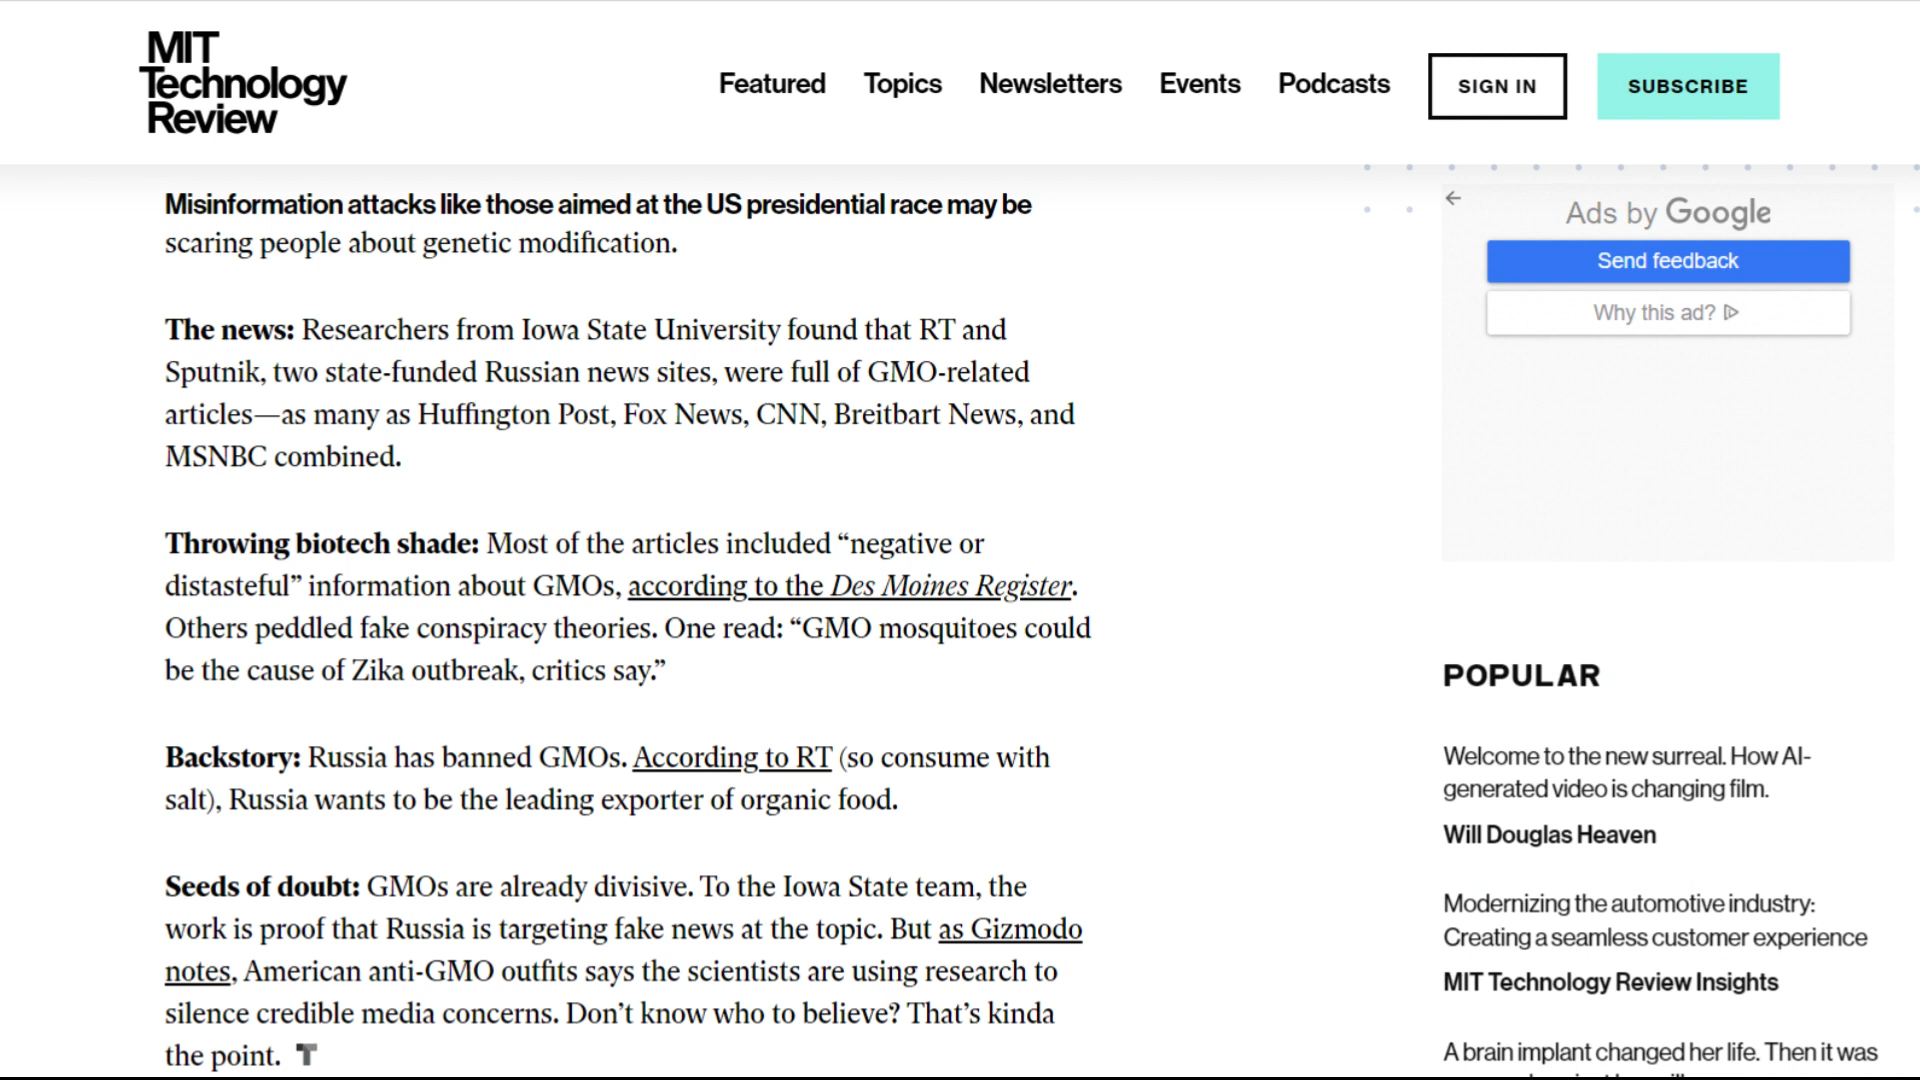 MIT
Technology
Review
Featured Topics Newsletters Events Podcasts SIGN IN SUBSCRIBE
Misinformation attacks like those aimed at the US presidential race may be
scaring people about genetic modification.
The news: Researchers from Iowa State University found that RT and
Sputnik, two state-funded Russian news sites, were full of GMO-related
articles—as many as Huffington Post, Fox News, CNN, Breitbart News, and
MSNBC combined.
Throwing biotech shade: Most of the articles included “negative or
distasteful” information about GMOs, according to the Des Moines Register.
Others peddled fake conspiracy theories. One read: “GMO mosquitoes could
be the cause of Zika outbreak, critics say.”
Backstory: Russia has banned GMOs. According to RT (so consume with
salt), Russia wants to be the leading exporter of organic food.
Seeds of doubt: GMOs are already divisive. To the Iowa State team, the
work is proof that Russia is targeting fake news at the topic. But as Gizmodo
notes, American anti-GMO outfits says the scientists are using research to
silence credible media concerns. Don’t know who to believe? That’s kinda
the point.
Ads by Google
Send feedback
Why this ad?
POPULAR
Welcome to the new surreal. How AI-
generated video is changing film.
Will Douglas Heaven
Modernizing the automotive industry:
Creating a seamless customer experience
MIT Technology Review Insights
A brain implant changed her life. Then it was